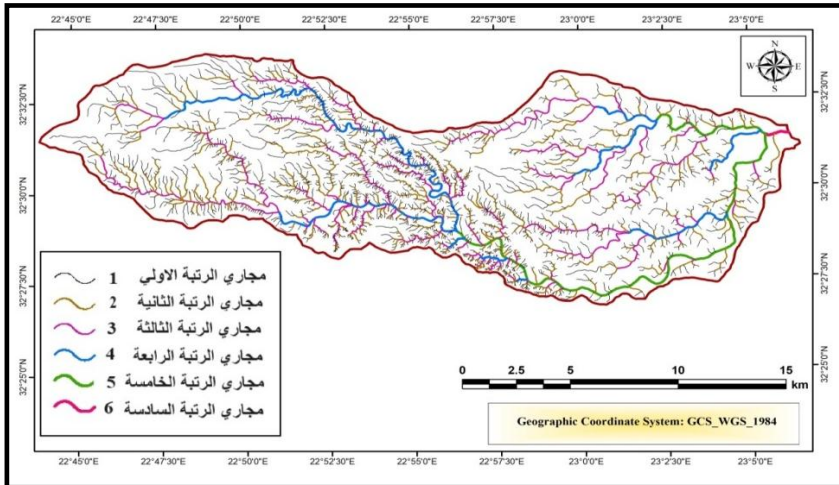 22°45'0"E 22°47'30"E 22°50'0"E 22°52'30"E 22°55'0"E 22°57'30"E 23°0'0"E 23°2'30"E 23°5'0"E
N
W E
S
32°32'30"N 32°32'30"N
32°30'0"N 32°30'0"N
32°27'30"N 32°27'30"N
32°25'0"N 32°25'0"N
مجاري الرتبة الاولي 1
مجاري الرتبة الثانية 2
مجاري الرتبة الثالثة 3
مجاري الرتبة الرابعة 4
مجاري الرتبة الخامسة 5
مجاري الرتبة السادسة 6
0 2.5 5 10 15
km
Geographic Coordinate System: GCS_WGS_1984
22°45'0"E 22°47'30"E 22°50'0"E 22°52'30"E 22°55'0"E 22°57'30"E 23°0'0"E 23°2'30"E 23°5'0"E